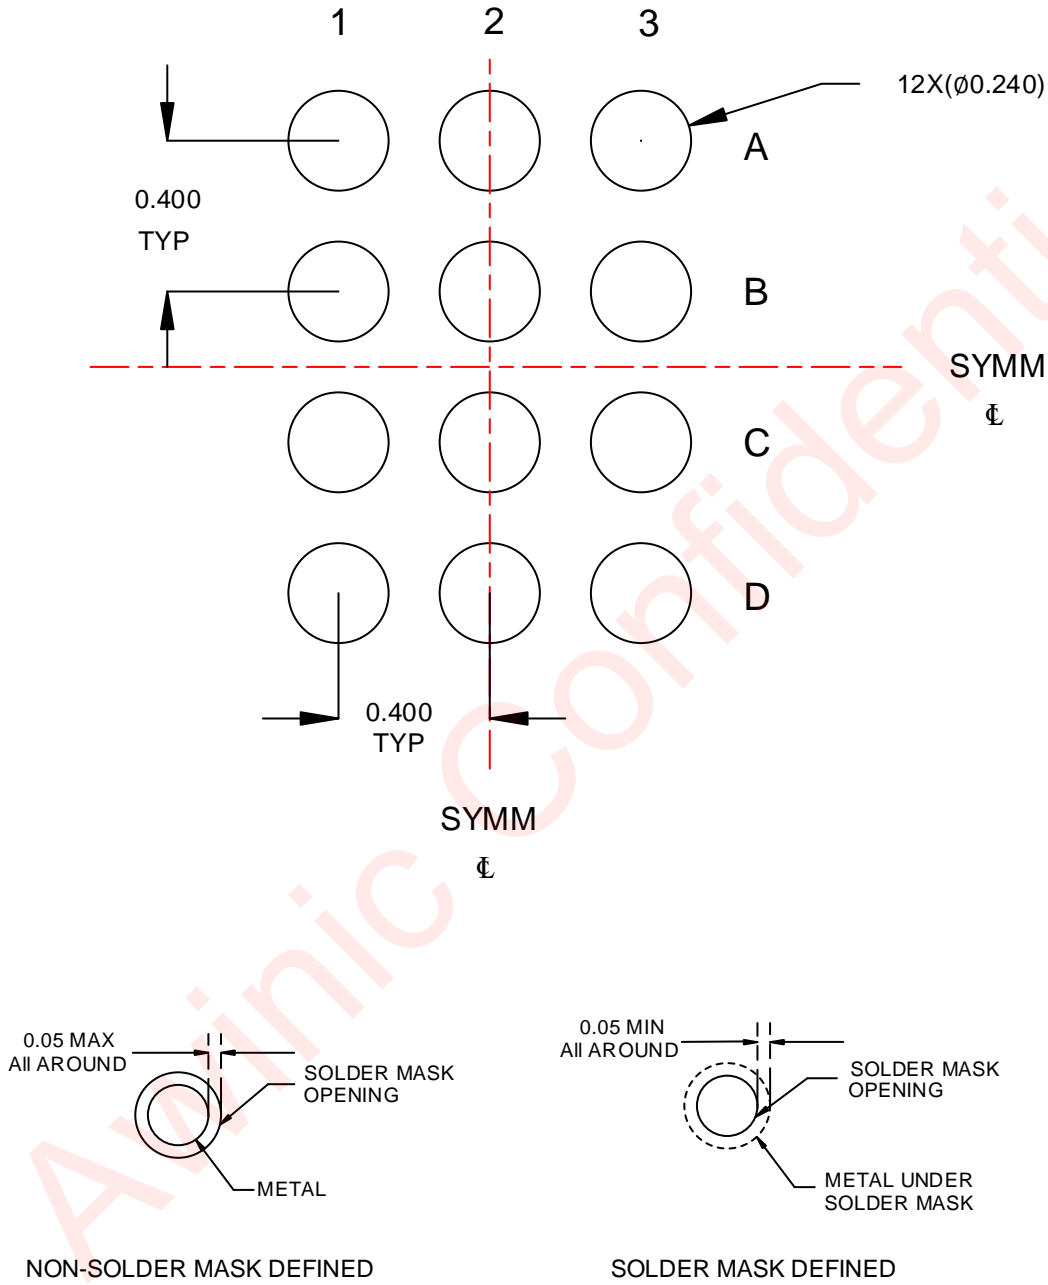 1 2 3
12X(Ø0.240)
A
0.400
TYP
B
SYMM
℄
C
D
0.400
TYP
SYMM
℄
0.05 MAX
All AROUND
SOLDER MASK
OPENING
METAL
NON-SOLDER MASK DEFINED
0.05 MIN
All AROUND
SOLDER MASK
OPENING
METAL UNDER
SOLDER MASK
SOLDER MASK DEFINED
Awinic Confidenti